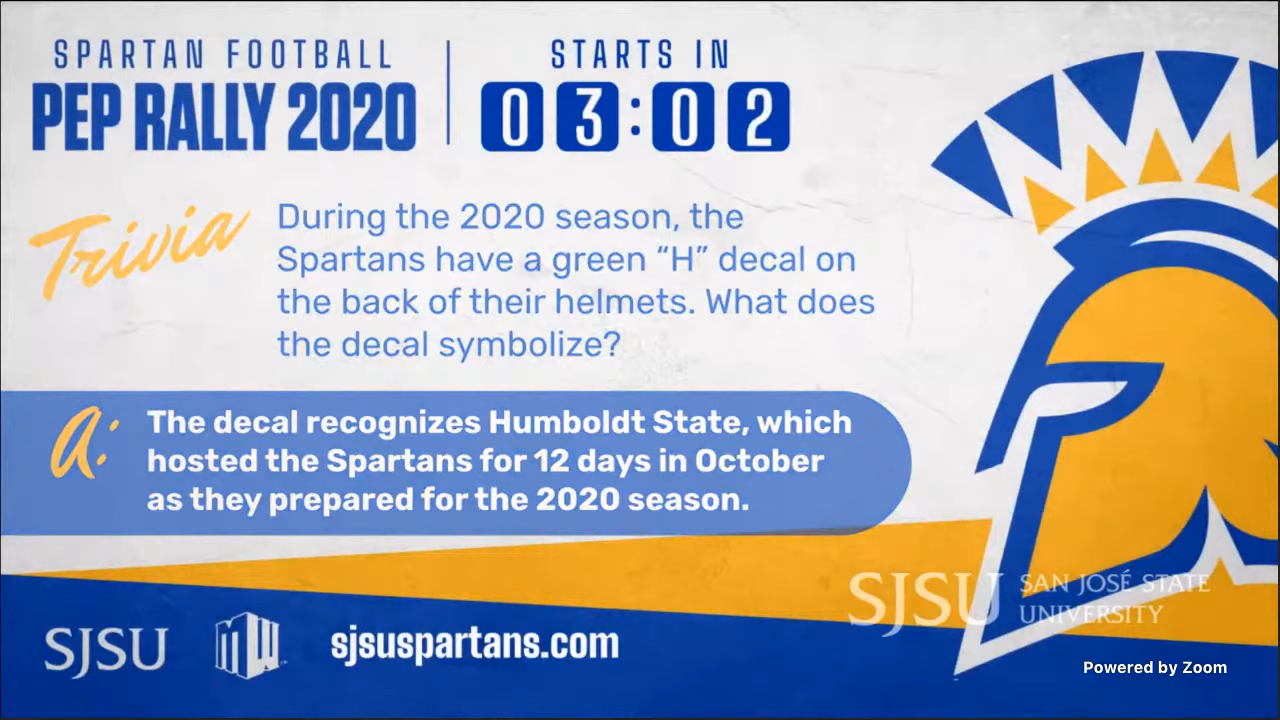 SPARTAN FOOTBALL
PEP RALLY 2020
STARTS IN
03:02
Trivia
During the 2020 season, the
Spartans have a green “H” decal on
the back of their helmets. What does
the decal symbolize?
A:
The decal recognizes Humboldt State, which
hosted the Spartans for 12 days in October
as they prepared for the 2020 season.
SJSU
SAN JOSÉ STATE
UNIVERSITY
SJSU
MW
sjsuspartans.com
Powered by Zoom